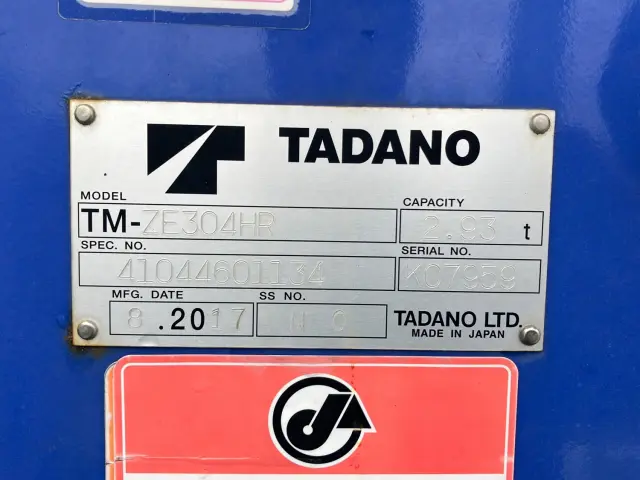 TADANO
MODEL
TM-ZE304HR
CAPACITY
2.93 t
SPEC. NO.
41044601134
SERIAL NO.
KC7959
MFG. DATE
8.2017
SS NO.
TADANO LTD.
MADE IN JAPAN